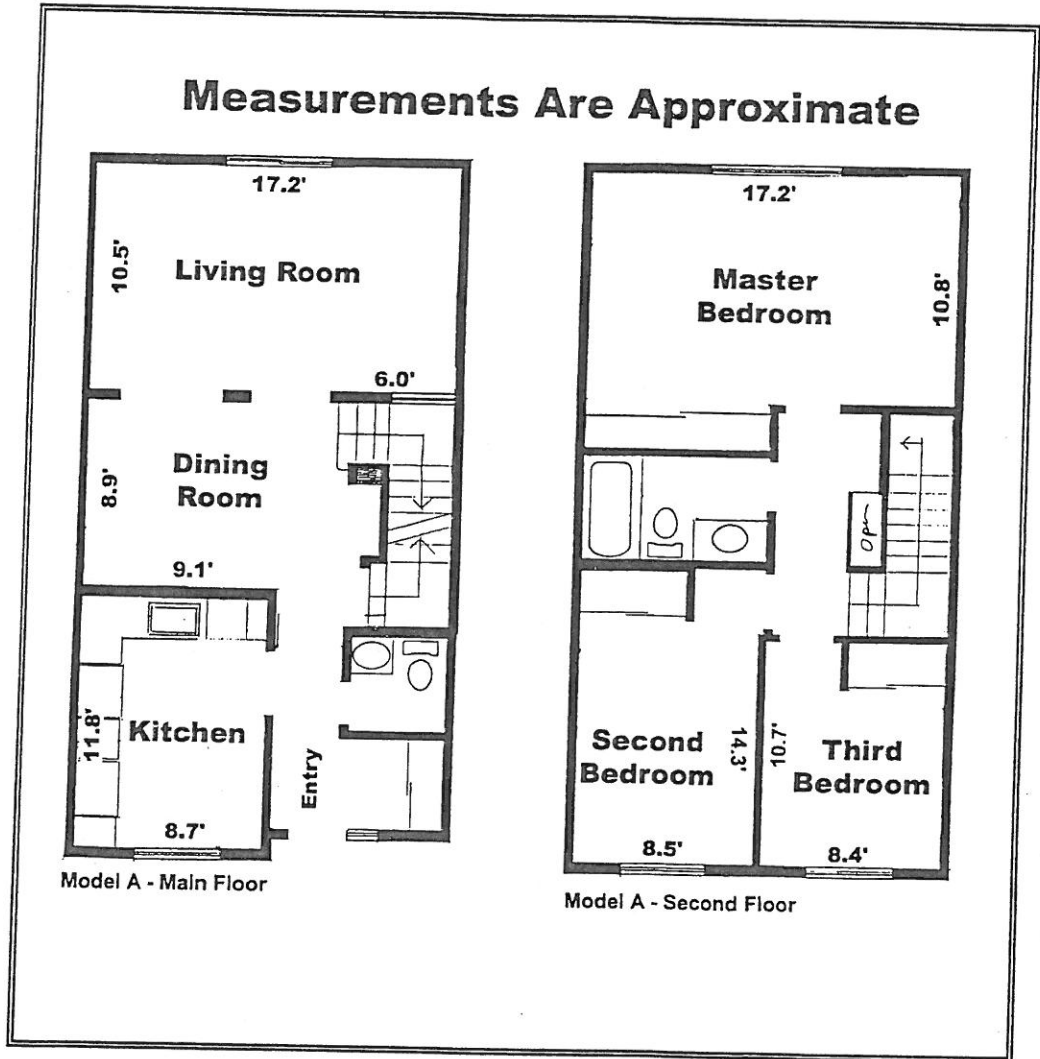 Measurements Are Approximate
17.2'
10.5'
Living Room
6.0'
Dining
Room
8.9'
9.1'
Kitchen
11.8'
8.7'
Entry
Model A - Main Floor
17.2'
Master
Bedroom
10.8'
Open
Second
Bedroom
14.3'
8.5'
10.7'
Third
Bedroom
8.4'
Model A - Second Floor